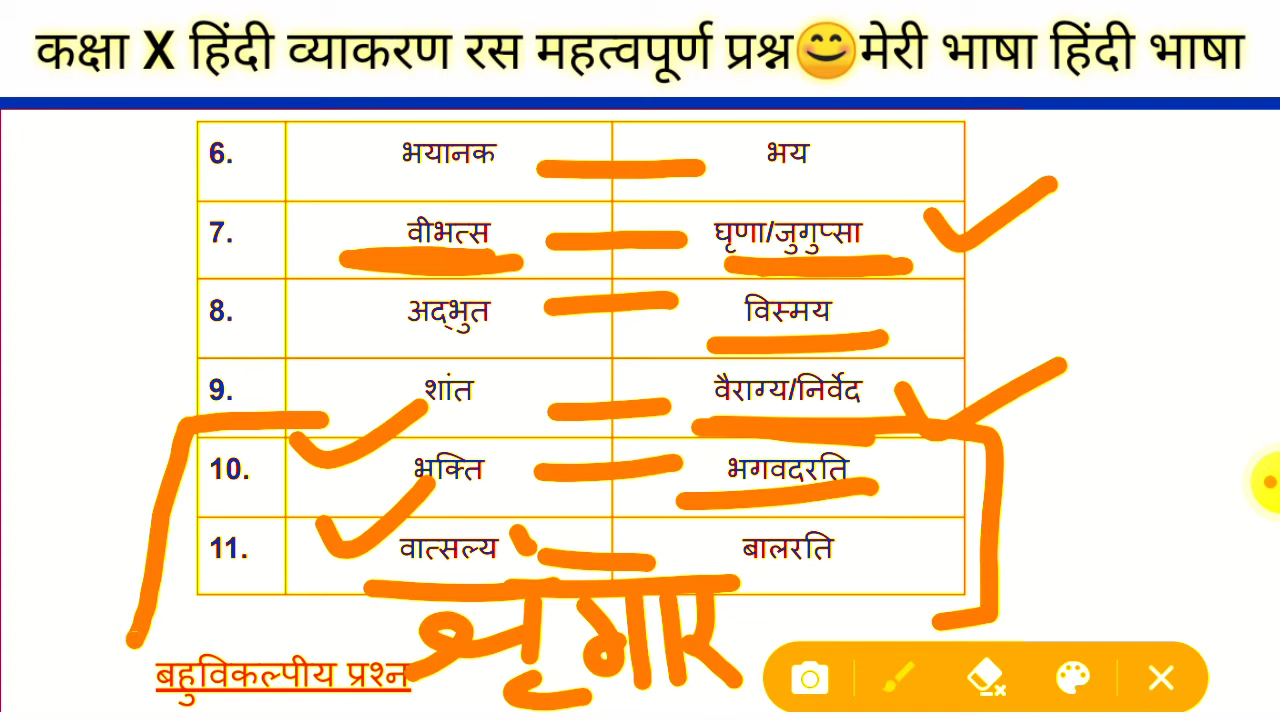 कक्षा X हिंदी व्याकरण रस महत्वपूर्ण प्रश्न😊मेरी भाषा हिंदी भाषा
6. भयानक भय
7. वीभत्स घृणा/जुगुप्सा
8. अद्भुत विस्मय
9. शांत वैराग्य/निर्वेद
10. भक्ति भगवदरति
11. वात्सल्य बालरति
श्रृंगार
बहुविकल्पीय प्रश्न